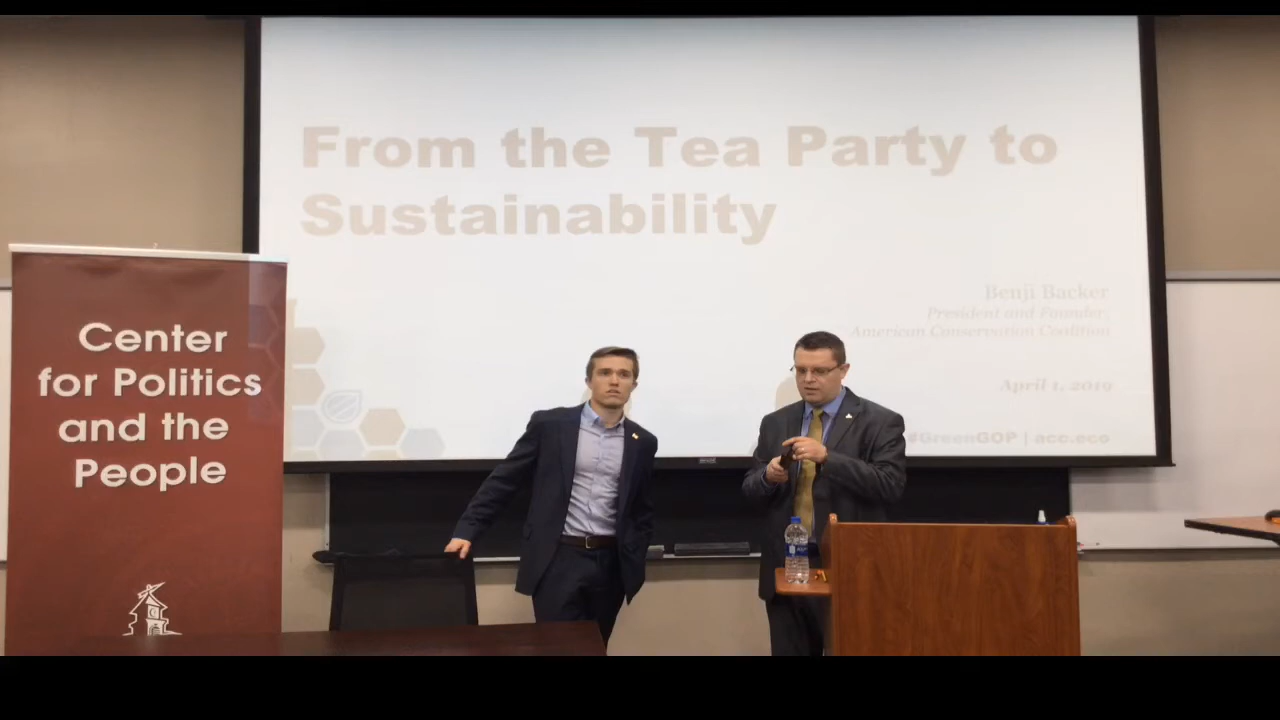 From the Tea Party to
Sustainability
Benji Backer
President and Founder,
American Conservation Coalition
April 1, 2019
#GreenGOP | acc.eco
Center
for Politics
and the
People